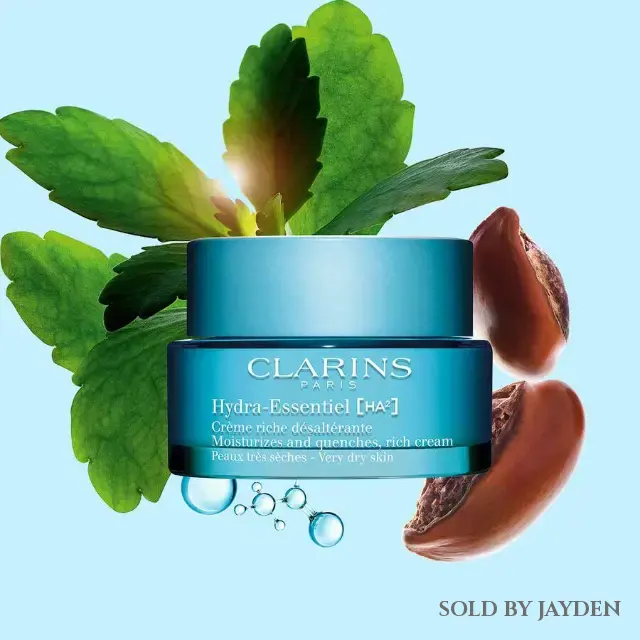 CLARINS
PARIS
Hydra-Essentiel [HA²]
Crème riche désaltérante
Moisturizes and quenches, rich cream
Peaux très sèches - Very dry skin
SOLD BY JAYDEN